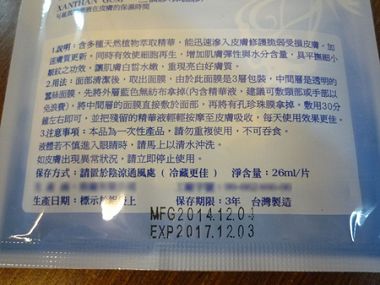 XANTHAN GUM
1.說明：含多種天然植物萃取精華，能迅速滲入皮膚修護脆弱受損皮膚。加
速膚質更新。同時有效使細胞再生，增加肌膚彈性與水分含量，具平撫細小
皺紋之功效。讓肌膚白皙水嫩，重現亮白好膚質。
2.用法：面部清潔後，取出面膜，由於此面膜是3層包裝，中間層是透明的
蠶絲面膜，先將外層藍色無紡布拿掉（內含精華液，建議可敷頸部或手部以
免浪費）。將中間層的面膜直接敷於面部，再將有孔珍珠膜拿掉。敷用30分
鐘左右即可，並把殘留的精華液輕輕按摩至皮膚吸收，每天使用效果更佳。
3.注意事項：本品為一次性產品，請勿重複使用，不可吞食。
液體若不慎進入眼睛時，請馬上以清水沖洗。
如皮膚出現異常狀況，請立即停止使用。
保存方式：請置於陰涼通風處（冷藏更佳） 淨含量：26ml/片
生產日期：標示於 上 保存期限：3年 台灣製造
MFG2014.12.04
EXP2017.12.03